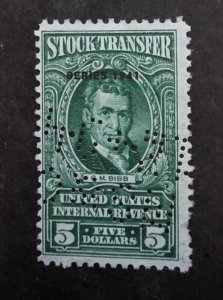 STOCK TRANSFER
SERIES 1941
G. M. BIBB
UNITED STATES
INTERNAL REVENUE
5 FIVE DOLLARS 5